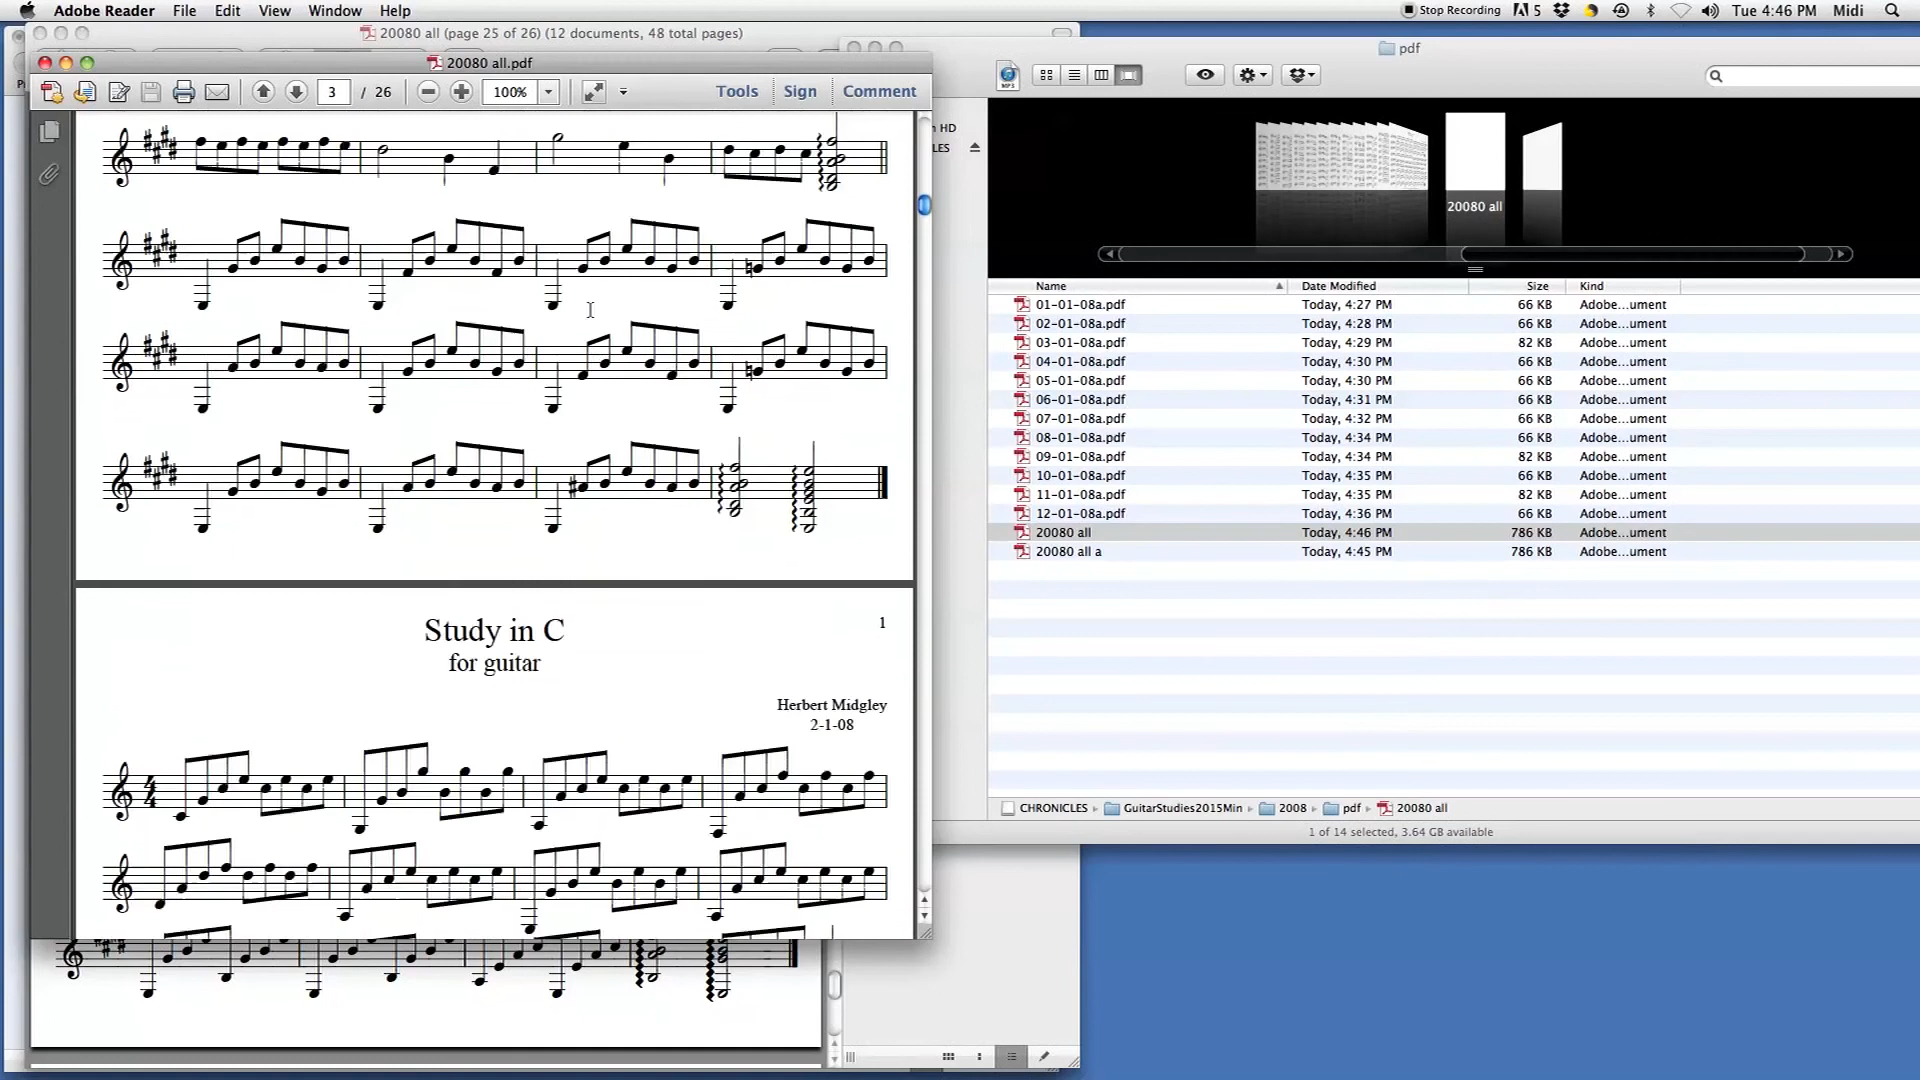 Adobe Reader File Edit View Window Help
Stop Recording 5 Tue 4:46 PM Midi
20080 all (page 25 of 26) (12 documents, 48 total pages)
20080 all.pdf
3 / 26 100% Tools Sign Comment
Study in C
for guitar
1
Herbert Midgley
2-1-08
4
4
pdf
MP3
HD
LES
20080 all
Name Date Modified Size Kind
01-01-08a.pdf Today, 4:27 PM 66 KB Adobe...ument
02-01-08a.pdf Today, 4:28 PM 66 KB Adobe...ument
03-01-08a.pdf Today, 4:29 PM 82 KB Adobe...ument
04-01-08a.pdf Today, 4:30 PM 66 KB Adobe...ument
05-01-08a.pdf Today, 4:30 PM 66 KB Adobe...ument
06-01-08a.pdf Today, 4:31 PM 66 KB Adobe...ument
07-01-08a.pdf Today, 4:32 PM 66 KB Adobe...ument
08-01-08a.pdf Today, 4:34 PM 66 KB Adobe...ument
09-01-08a.pdf Today, 4:34 PM 82 KB Adobe...ument
10-01-08a.pdf Today, 4:35 PM 66 KB Adobe...ument
11-01-08a.pdf Today, 4:35 PM 82 KB Adobe...ument
12-01-08a.pdf Today, 4:36 PM 66 KB Adobe...ument
20080 all Today, 4:46 PM 786 KB Adobe...ument
20080 all a Today, 4:45 PM 786 KB Adobe...ument
CHRONICLES GuitarStudies2015Min 2008 pdf 20080 all
1 of 14 selected, 3.64 GB available